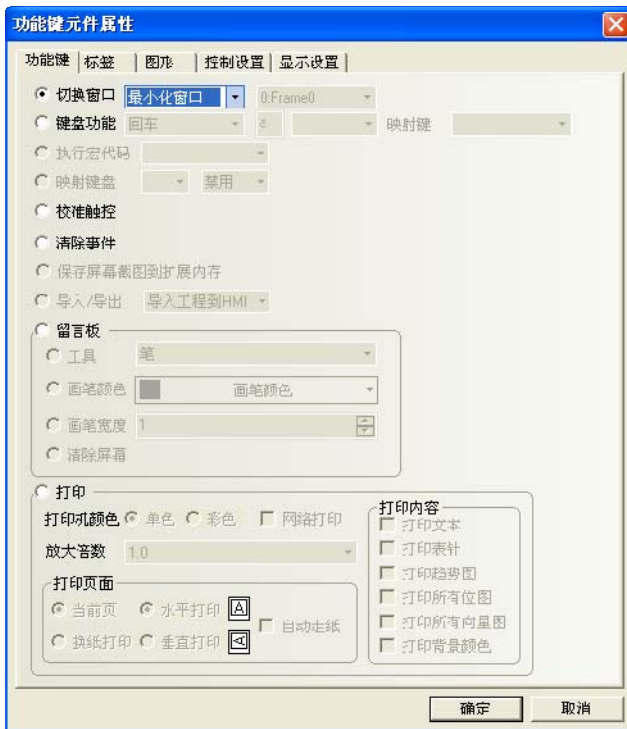 功能键元件属性
功能键 标签 图形 控制设置 显示设置
切换窗口 最小化窗口 0:Frame0
键盘功能 回车 映射键
执行宏代码
映射键盘 禁用
校准触控
清除事件
保存屏幕截图到扩展内存
导入/导出 导入工程到HMI
留言板
工具 笔
画笔颜色 画笔颜色
画笔宽度 1
清除屏幕
打印
打印机颜色 单色 彩色 网络打印
放大倍数 1.0
打印页面
当前页 水平打印 A
换纸打印 垂直打印 A
自动走纸
打印内容
打印文本
打印表针
打印趋势图
打印所有位图
打印所有向量图
打印背景颜色
确定 取消